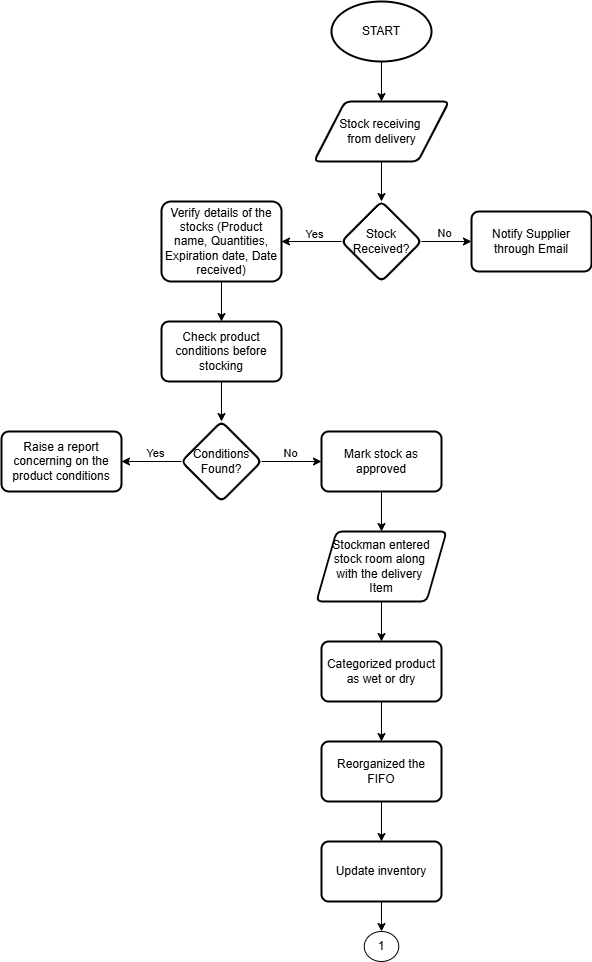 START
Stock receiving
from delivery
Verify details of the
stocks (Product
name, Quantities,
Expiration date, Date
received)
Yes
Stock
Received?
No
Notify Supplier
through Email
Check product
conditions before
stocking
Raise a report
concerning on the
product conditions
Yes
Conditions
Found?
No
Mark stock as
approved
Stockman entered
stock room along
with the delivery
Item
Categorized product
as wet or dry
Reorganized the
FIFO
Update inventory
1